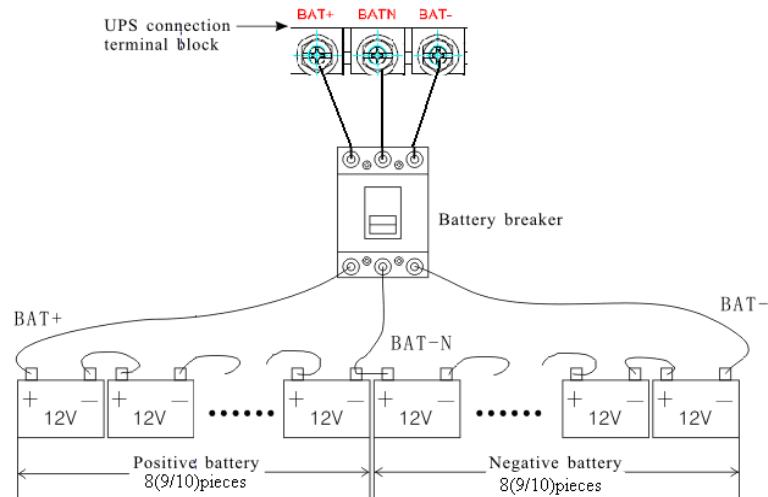 BAT+ BATN BAT-
UPS connection
terminal block
Battery breaker
BAT+
BAT-
BAT-N
+ − + − + − + − + − + −
12V 12V ...... 12V 12V ...... 12V 12V
Positive battery
8(9/10)pieces
Negative battery
8(9/10)pieces